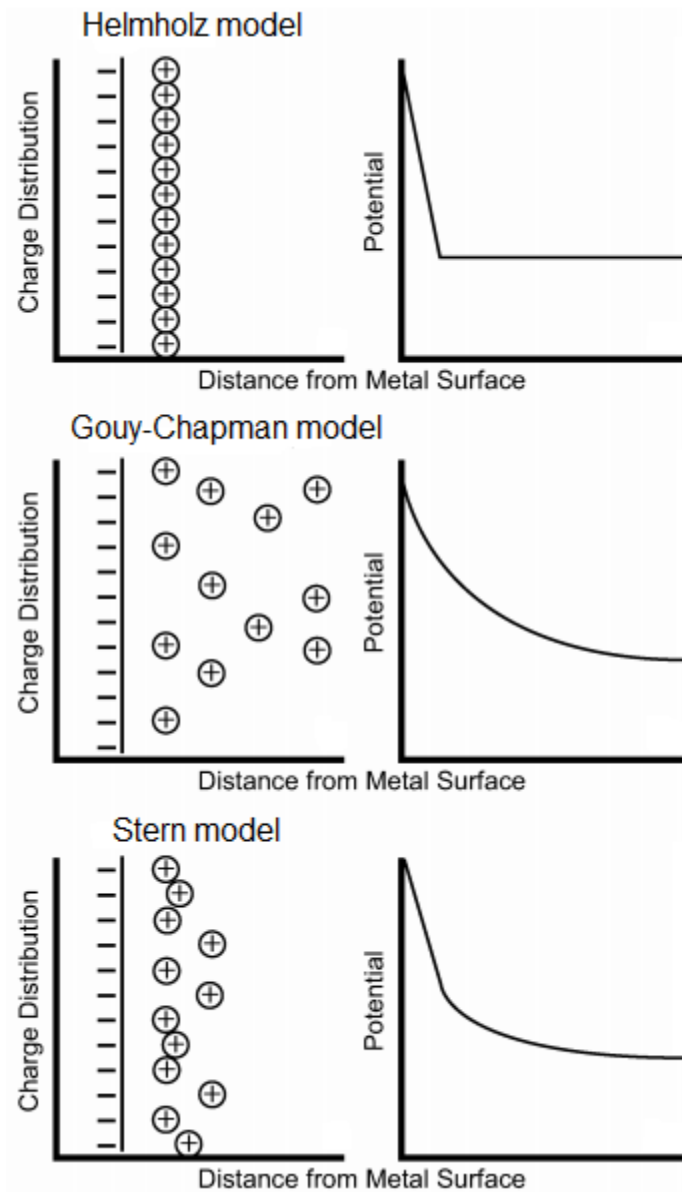 Helmholz model
Charge Distribution
Potential
Distance from Metal Surface
Gouy-Chapman model
Charge Distribution
Potential
Distance from Metal Surface
Stern model
Charge Distribution
Potential
Distance from Metal Surface